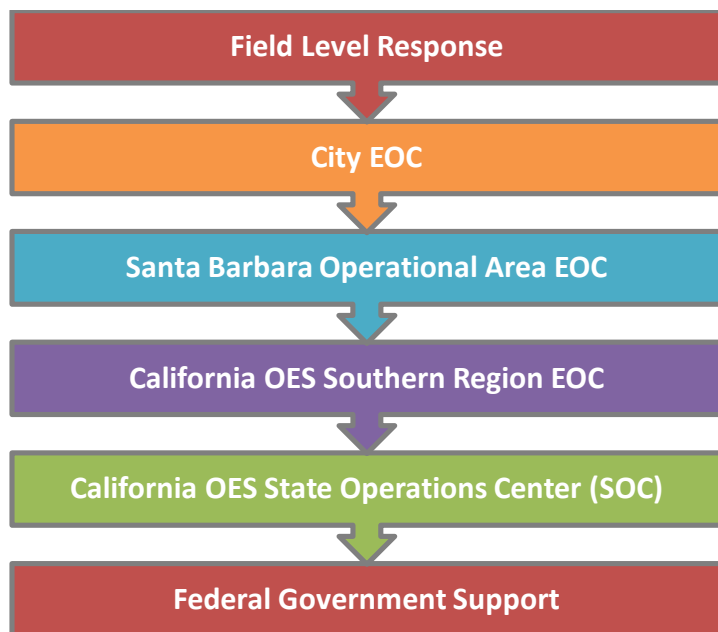 Field Level Response
City EOC
Santa Barbara Operational Area EOC
California OES Southern Region EOC
California OES State Operations Center (SOC)
Federal Government Support